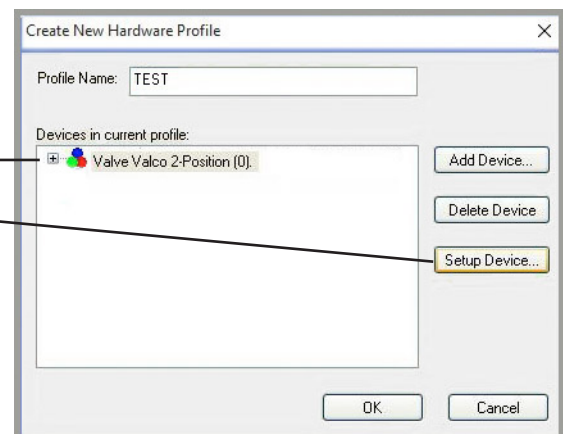 Create New Hardware Profile
Profile Name: TEST
Devices in current profile:
Valve Valco 2-Position (0).
Add Device...
Delete Device
Setup Device...
OK Cancel